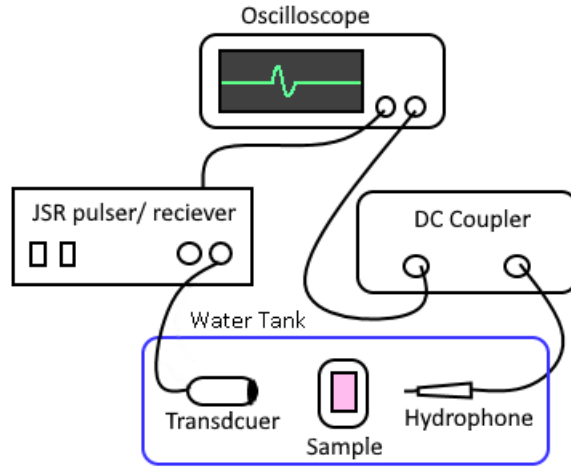 Oscilloscope
JSR pulser/ reciever
DC Coupler
Water Tank
Transdcuer
Sample
Hydrophone